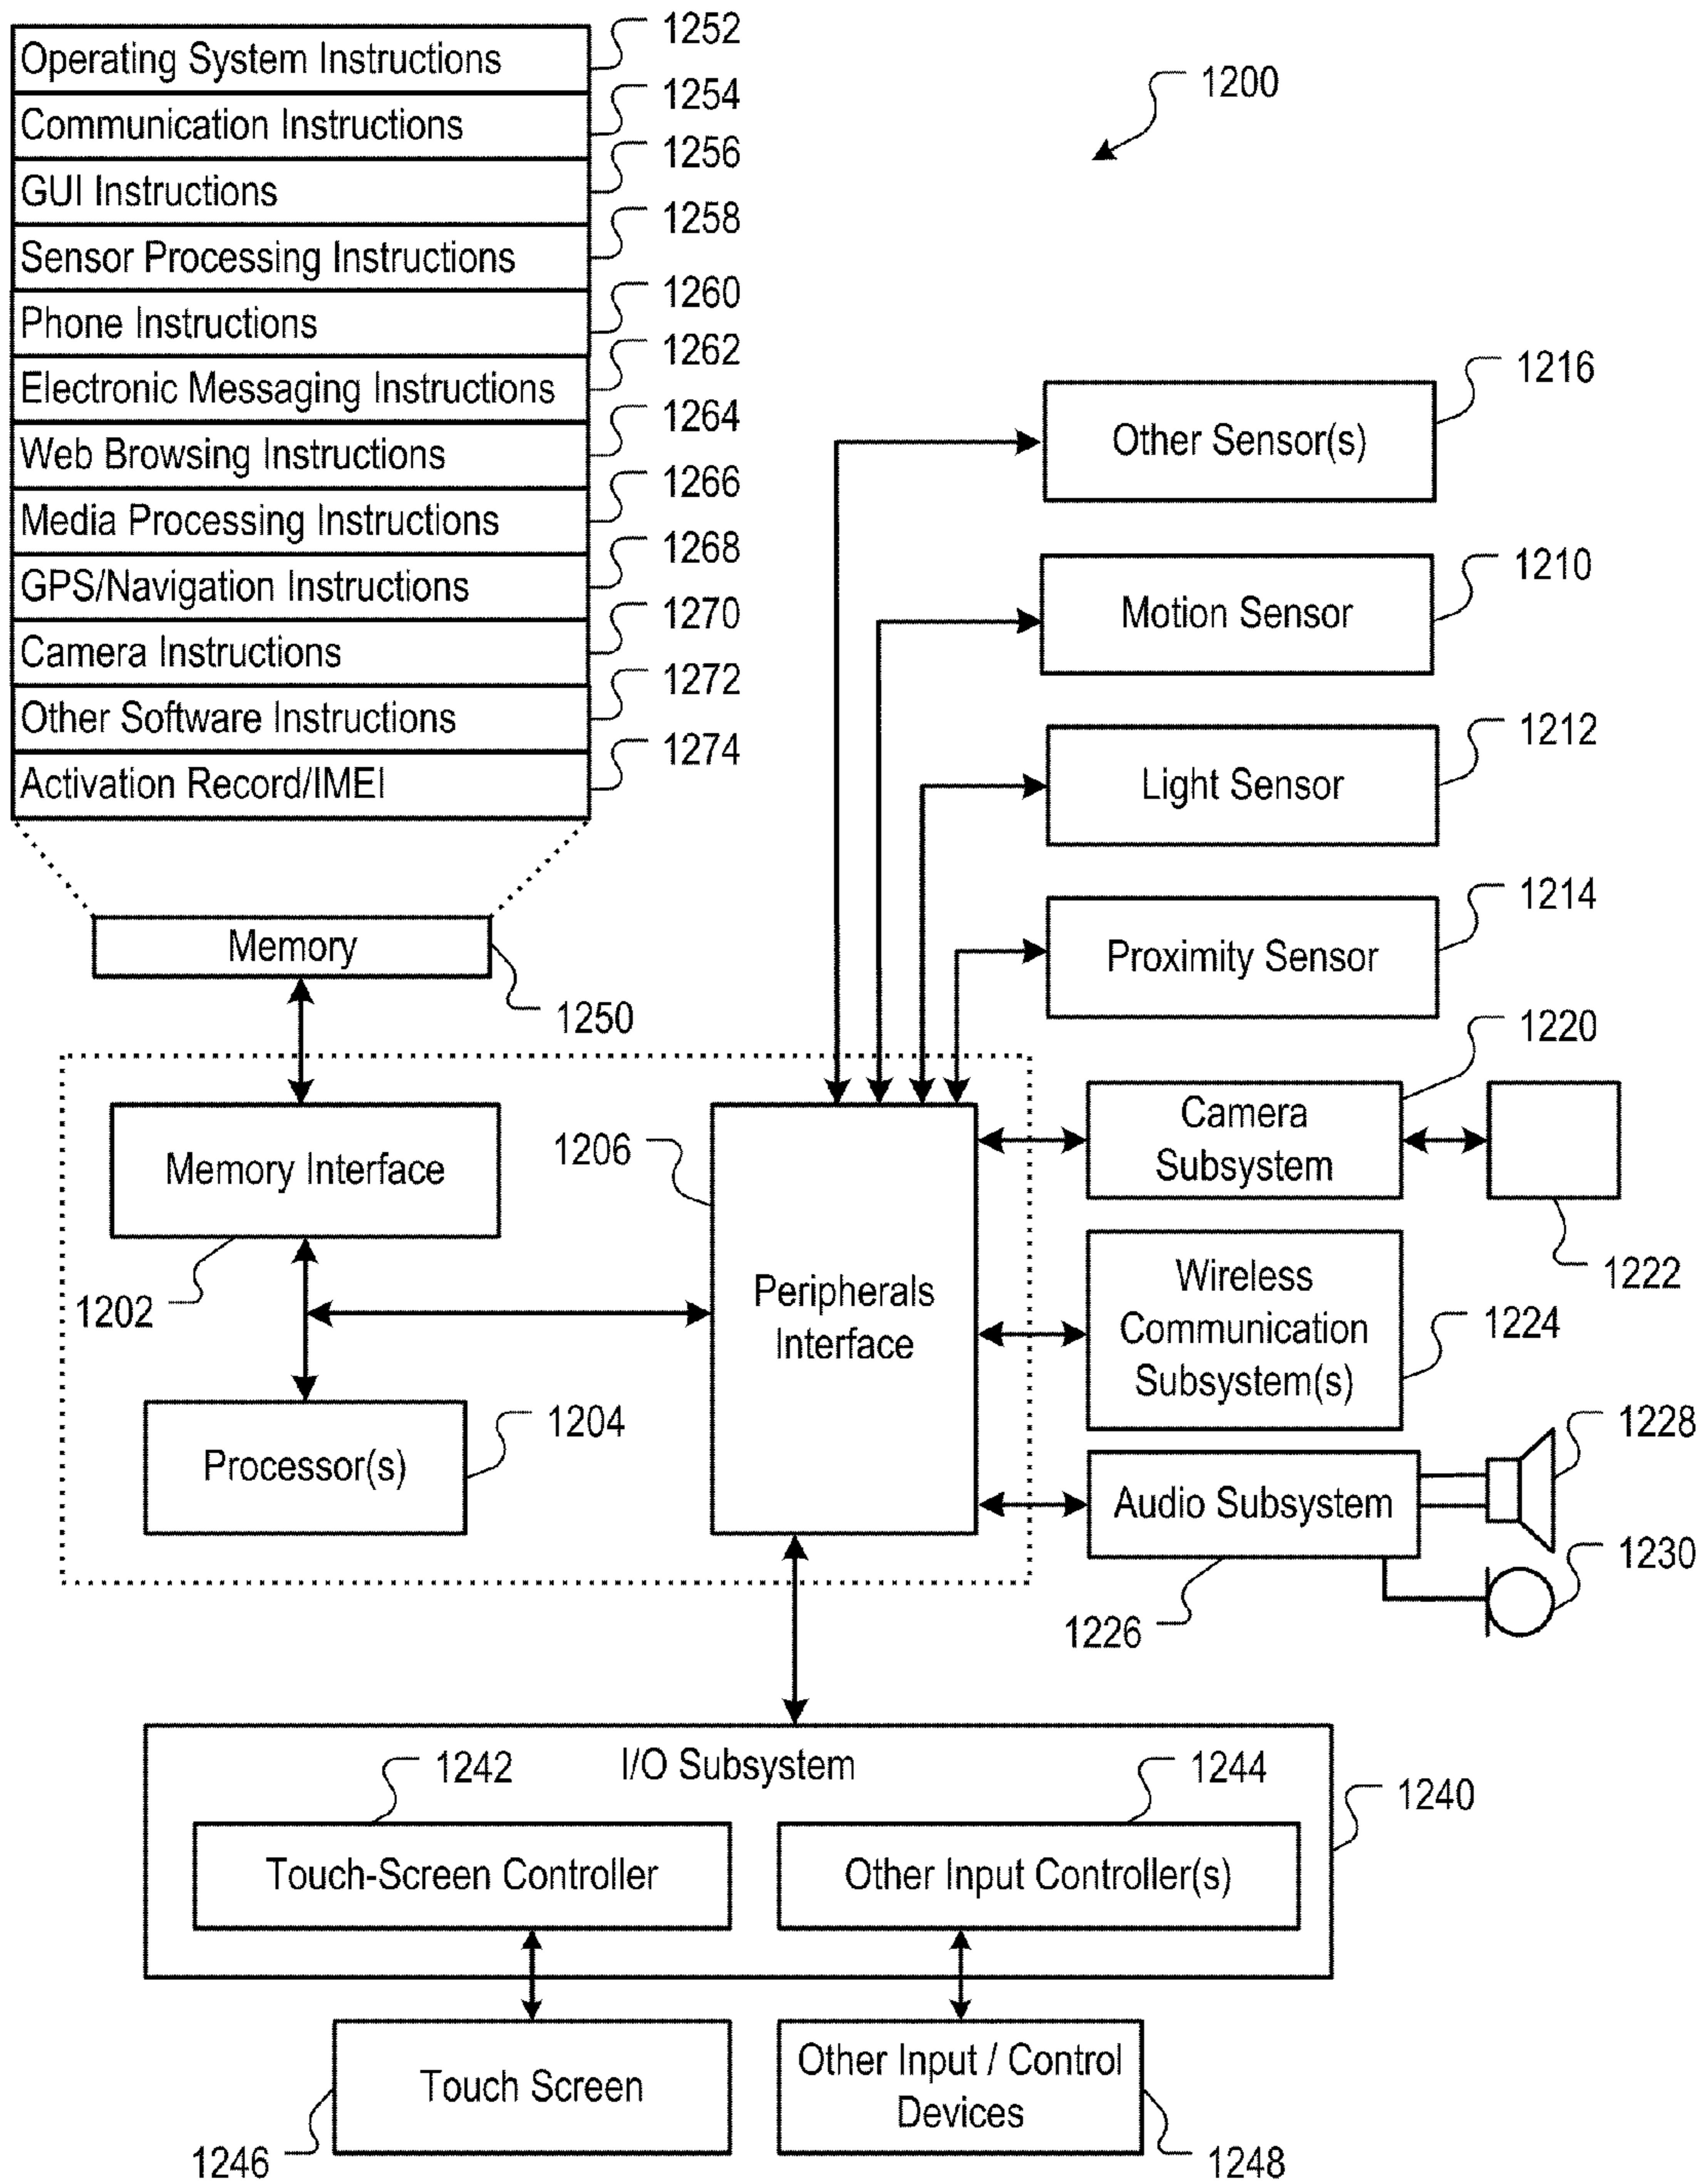 1252
Operating System Instructions
1254
Communication Instructions
1256
GUI Instructions
1258
Sensor Processing Instructions
1260
Phone Instructions
1262
Electronic Messaging Instructions
1264
Web Browsing Instructions
1266
Media Processing Instructions
1268
GPS/Navigation Instructions
1270
Camera Instructions
1272
Other Software Instructions
1274
Activation Record/IMEI
1200
Memory
1250
1216
Other Sensor(s)
1210
Motion Sensor
1212
Light Sensor
1214
Proximity Sensor
1220
Camera
Subsystem
1222
1206
Memory Interface
1202
Peripherals
Interface
Wireless
Communication
Subsystem(s)
1224
1204
Processor(s)
1228
Audio Subsystem
1230
1226
I/O Subsystem
1242
1244
1240
Touch-Screen Controller
Other Input Controller(s)
Touch Screen
1246
Other Input / Control
Devices
1248